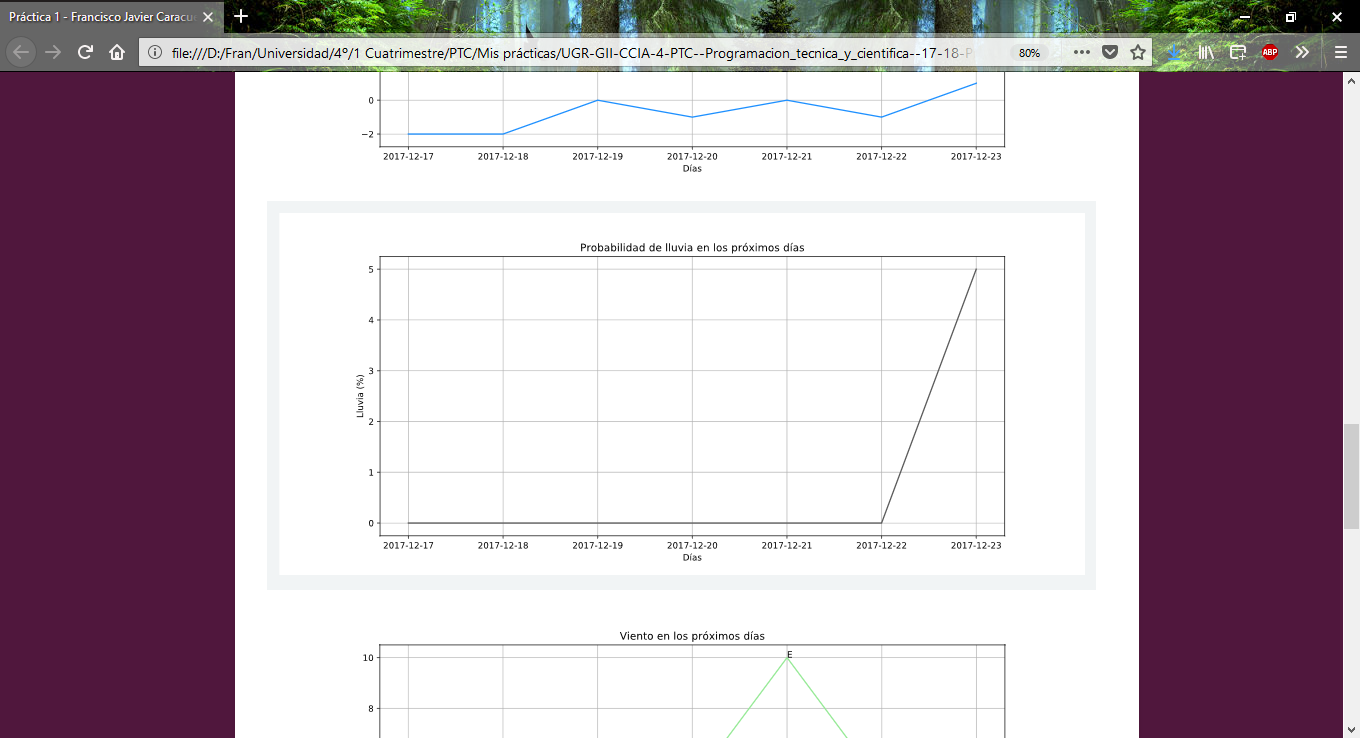 Práctica 1 - Francisco Javier Caracu
file:///D:/Fran/Universidad/4º/1 Cuatrimestre/PTC/Mis prácticas/UGR-GII-CCIA-4-PTC--Programacion_tecnica_y_cientifica--17-18-P
80%
ABP
0
−2
2017-12-17 2017-12-18 2017-12-19 2017-12-20 2017-12-21 2017-12-22 2017-12-23
Días
Probabilidad de lluvia en los próximos días
5
4
3
Lluvia (%)
2
1
0
2017-12-17 2017-12-18 2017-12-19 2017-12-20 2017-12-21 2017-12-22 2017-12-23
Días
Viento en los próximos días
E
10
8